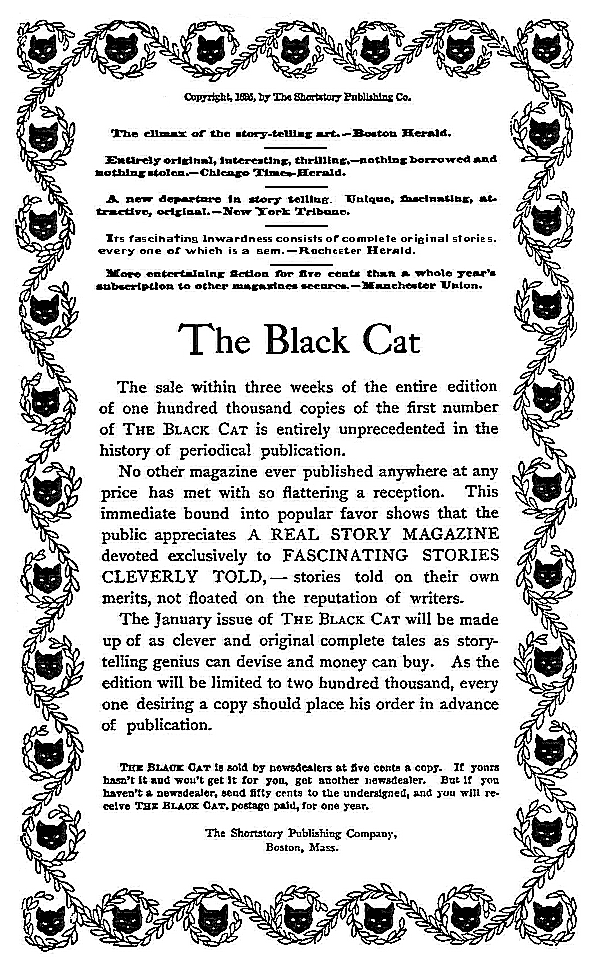 Copyright, 1895, by The Shortstory Publishing Co.
The climax of the story-telling art.—Boston Herald.
Entirely original, interesting, thrilling,—nothing borrowed and
nothing stolen.—Chicago Times-Herald.
A new departure in story telling. Unique, fascinating, at-
tractive, original.—New York Tribune.
Its fascinating inwardness consists of complete original stories,
every one of which is a gem.—Rochester Herald.
More entertaining fiction for five cents than a whole year's
subscription to other magazines secures.—Manchester Union.
The Black Cat
The sale within three weeks of the entire edition
of one hundred thousand copies of the first number
of THE BLACK CAT is entirely unprecedented in the
history of periodical publication.
No other magazine ever published anywhere at any
price has met with so flattering a reception. This
immediate bound into popular favor shows that the
public appreciates A REAL STORY MAGAZINE
devoted exclusively to FASCINATING STORIES
CLEVERLY TOLD,— stories told on their own
merits, not floated on the reputation of writers.
The January issue of THE BLACK CAT will be made
up of as clever and original complete tales as story-
telling genius can devise and money can buy. As the
edition will be limited to two hundred thousand, every
one desiring a copy should place his order in advance
of publication.
THE BLACK CAT is sold by newsdealers at five cents a copy. If yours
hasn't it and won't get it for you, get another newsdealer. But if you
haven't a newsdealer, send fifty cents to the undersigned, and you will re-
ceive THE BLACK CAT, postage paid, for one year.
The Shortstory Publishing Company,
Boston, Mass.